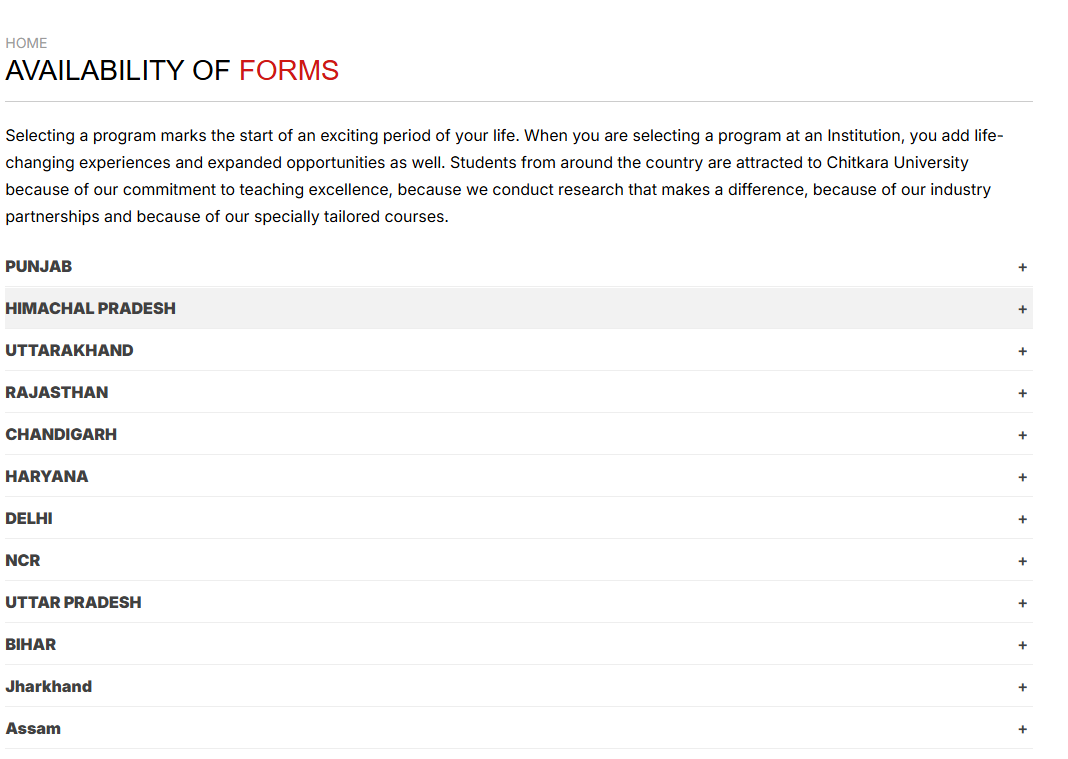 HOME
AVAILABILITY OF FORMS
Selecting a program marks the start of an exciting period of your life. When you are selecting a program at an Institution, you add life-
changing experiences and expanded opportunities as well. Students from around the country are attracted to Chitkara University
because of our commitment to teaching excellence, because we conduct research that makes a difference, because of our industry
partnerships and because of our specially tailored courses.
PUNJAB +
HIMACHAL PRADESH +
UTTARAKHAND +
RAJASTHAN +
CHANDIGARH +
HARYANA +
DELHI +
NCR +
UTTAR PRADESH +
BIHAR +
Jharkhand +
Assam +